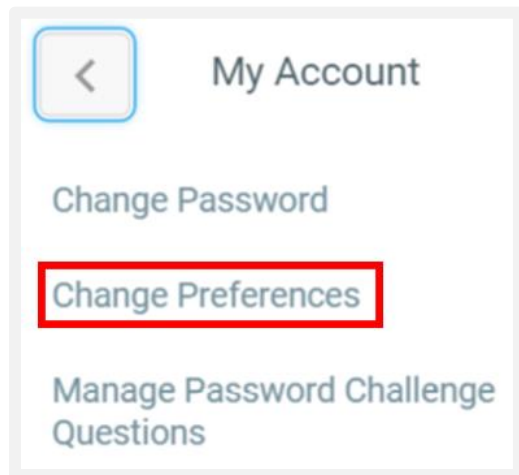 My Account
Change Password
Change Preferences
Manage Password Challenge
Questions